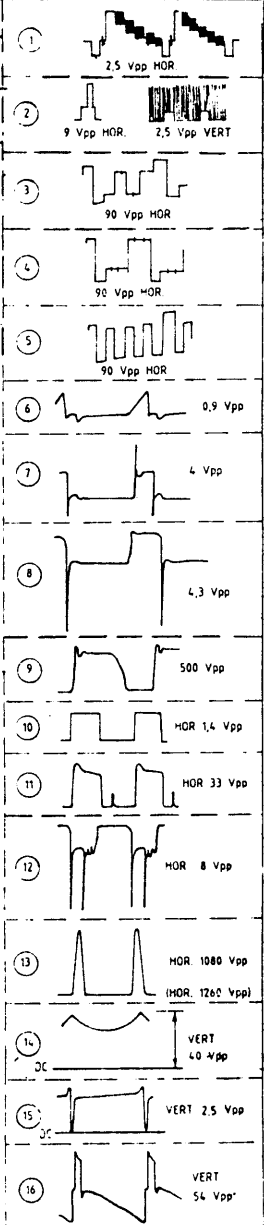 1
2,5 Vpp HOR.
2
9 Vpp HOR. 2,5 Vpp VERT
3
90 Vpp HOR
4
90 Vpp HOR.
5
90 Vpp HOR
6 0,9 Vpp
7 4 Vpp
8
4,3 Vpp
9 500 Vpp
10 HOR 1,4 Vpp
11 HOR 33 Vpp
12 HOR 8 Vpp
13 HOR. 1080 Vpp
(HOR. 1260 Vpp)
14 VERT
40 Vpp
DC
15 VERT 2,5 Vpp
DC
16 VERT
54 Vpp